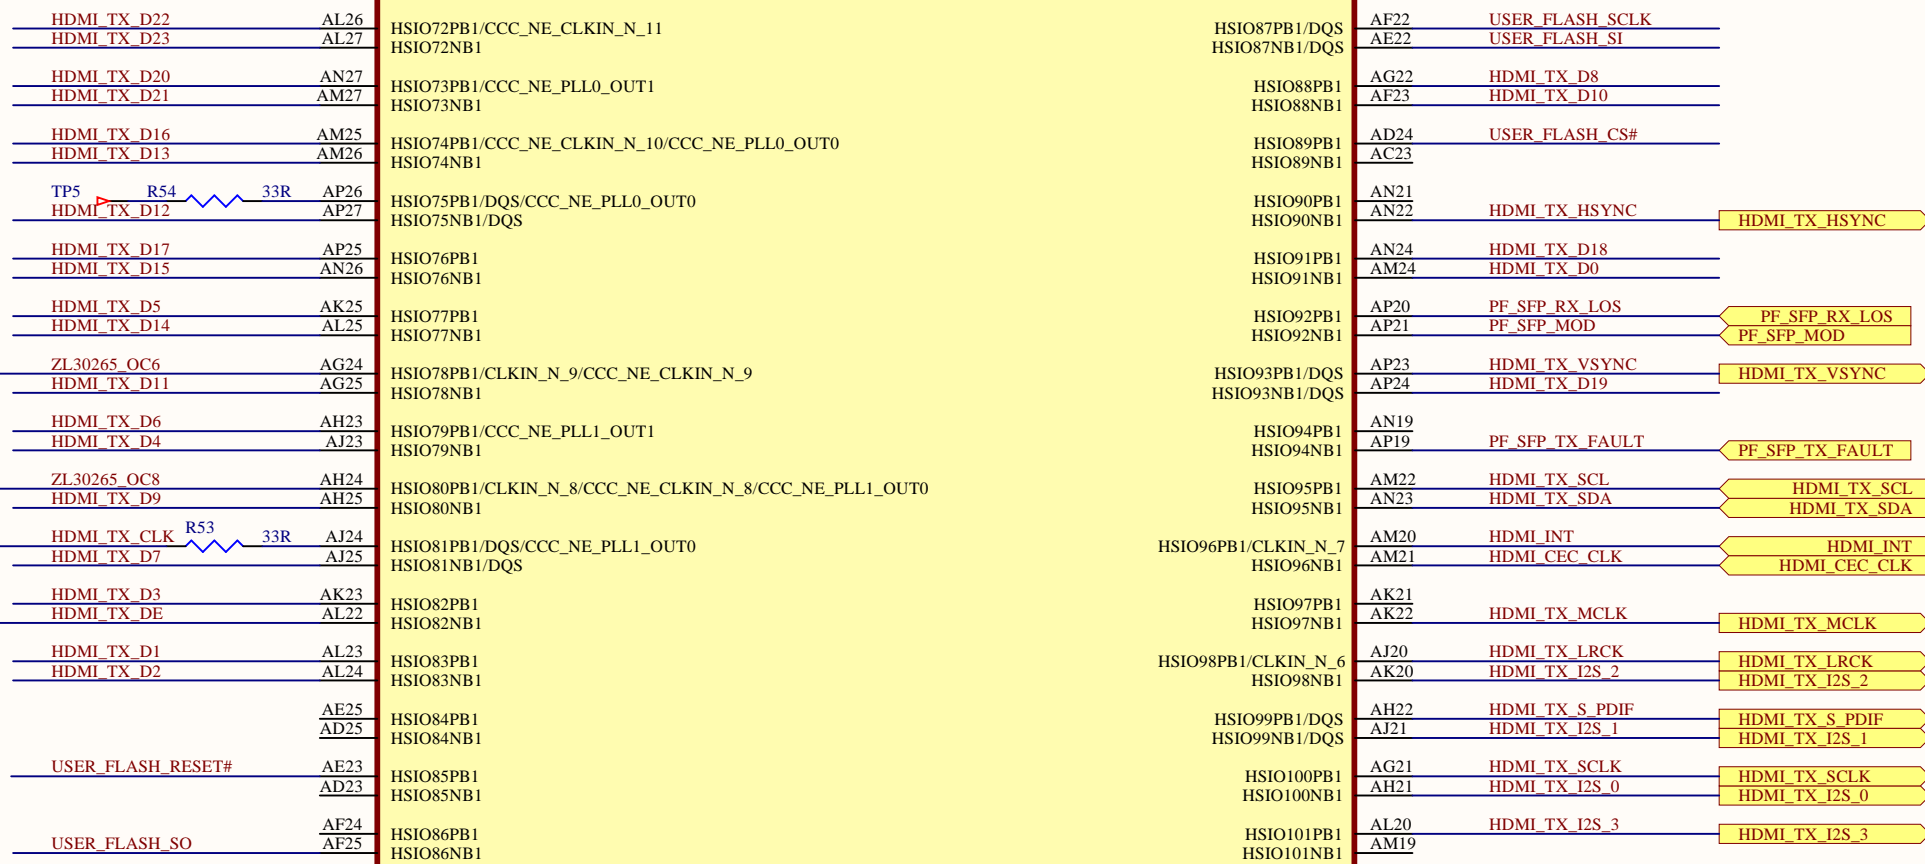 HDMI_TX_D22 AL26 HSIO72PB1/CCC_NE_CLKIN_N_11 HSIO87PB1/DQS AF22 USER_FLASH_SCLK
HDMI_TX_D23 AL27 HSIO72NB1 HSIO87NB1/DQS AE22 USER_FLASH_SI
HDMI_TX_D20 AN27 HSIO73PB1/CCC_NE_PLL0_OUT1 HSIO88PB1 AG22 HDMI_TX_D8
HDMI_TX_D21 AM27 HSIO73NB1 HSIO88NB1 AF23 HDMI_TX_D10
HDMI_TX_D16 AM25 HSIO74PB1/CCC_NE_CLKIN_N_10/CCC_NE_PLL0_OUT0 HSIO89PB1 AD24 USER_FLASH_CS#
HDMI_TX_D13 AM26 HSIO74NB1 HSIO89NB1 AC23
TP5 R54 33R AP26 HSIO75PB1/DQS/CCC_NE_PLL0_OUT0 HSIO90PB1 AN21
HDMI_TX_D12 AP27 HSIO75NB1/DQS HSIO90NB1 AN22 HDMI_TX_HSYNC HDMI_TX_HSYNC
HDMI_TX_D17 AP25 HSIO76PB1 HSIO91PB1 AN24 HDMI_TX_D18
HDMI_TX_D15 AN26 HSIO76NB1 HSIO91NB1 AM24 HDMI_TX_D0
HDMI_TX_D5 AK25 HSIO77PB1 HSIO92PB1 AP20 PF_SFP_RX_LOS PF_SFP_RX_LOS
HDMI_TX_D14 AL25 HSIO77NB1 HSIO92NB1 AP21 PF_SFP_MOD PF_SFP_MOD
ZL30265_OC6 AG24 HSIO78PB1/CLKIN_N_9/CCC_NE_CLKIN_N_9 HSIO93PB1/DQS AP23 HDMI_TX_VSYNC HDMI_TX_VSYNC
HDMI_TX_D11 AG25 HSIO78NB1 HSIO93NB1/DQS AP24 HDMI_TX_D19
HDMI_TX_D6 AH23 HSIO79PB1/CCC_NE_PLL1_OUT1 HSIO94PB1 AN19
HDMI_TX_D4 AJ23 HSIO79NB1 HSIO94NB1 AP19 PF_SFP_TX_FAULT PF_SFP_TX_FAULT
ZL30265_OC8 AH24 HSIO80PB1/CLKIN_N_8/CCC_NE_CLKIN_N_8/CCC_NE_PLL1_OUT0 HSIO95PB1 AM22 HDMI_TX_SCL HDMI_TX_SCL
HDMI_TX_D9 AH25 HSIO80NB1 HSIO95NB1 AN23 HDMI_TX_SDA HDMI_TX_SDA
HDMI_TX_CLK R53 33R AJ24 HSIO81PB1/DQS/CCC_NE_PLL1_OUT0 HSIO96PB1/CLKIN_N_7 AM20 HDMI_INT HDMI_INT
HDMI_TX_D7 AJ25 HSIO81NB1/DQS HSIO96NB1 AM21 HDMI_CEC_CLK HDMI_CEC_CLK
HDMI_TX_D3 AK23 HSIO82PB1 HSIO97PB1 AK21
HDMI_TX_DE AL22 HSIO82NB1 HSIO97NB1 AK22 HDMI_TX_MCLK HDMI_TX_MCLK
HDMI_TX_D1 AL23 HSIO83PB1 HSIO98PB1/CLKIN_N_6 AJ20 HDMI_TX_LRCK HDMI_TX_LRCK
HDMI_TX_D2 AL24 HSIO83NB1 HSIO98NB1 AK20 HDMI_TX_I2S_2 HDMI_TX_I2S_2
AE25 HSIO84PB1 HSIO99PB1/DQS AH22 HDMI_TX_S_PDIF HDMI_TX_S_PDIF
AD25 HSIO84NB1 HSIO99NB1/DQS AJ21 HDMI_TX_I2S_1 HDMI_TX_I2S_1
USER_FLASH_RESET# AE23 HSIO85PB1 HSIO100PB1 AG21 HDMI_TX_SCLK HDMI_TX_SCLK
AD23 HSIO85NB1 HSIO100NB1 AH21 HDMI_TX_I2S_0 HDMI_TX_I2S_0
AF24 HSIO86PB1 HSIO101PB1 AL20 HDMI_TX_I2S_3 HDMI_TX_I2S_3
USER_FLASH_SO AF25 HSIO86NB1 HSIO101NB1 AM19